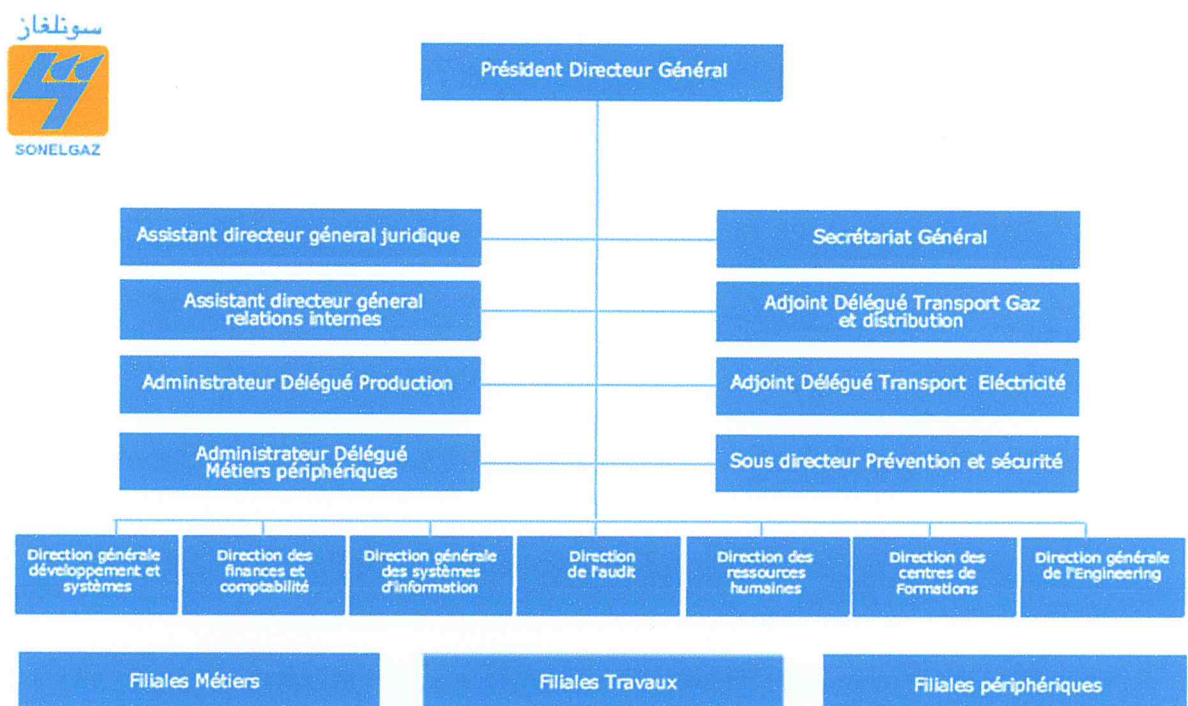 سونلغاز
SONELGAZ
Président Directeur Général
Assistant directeur géneral juridique
Secrétariat Général
Assistant directeur géneral
relations internes
Adjoint Délégué Transport Gaz
et distribution
Administrateur Délégué Production
Adjoint Délégué Transport Eléctricité
Administrateur Délégué
Métiers périphériques
Sous directeur Prévention et sécurité
Direction générale
développement et
systèmes
Direction des
finances et
comptabilité
Direction générale
des systèmes
d'information
Direction
de l'audit
Direction des
ressources
humaines
Direction des
centres de
Formations
Direction générale
de l'Engineering
Filiales Métiers
Filiales Travaux
Filiales périphériques